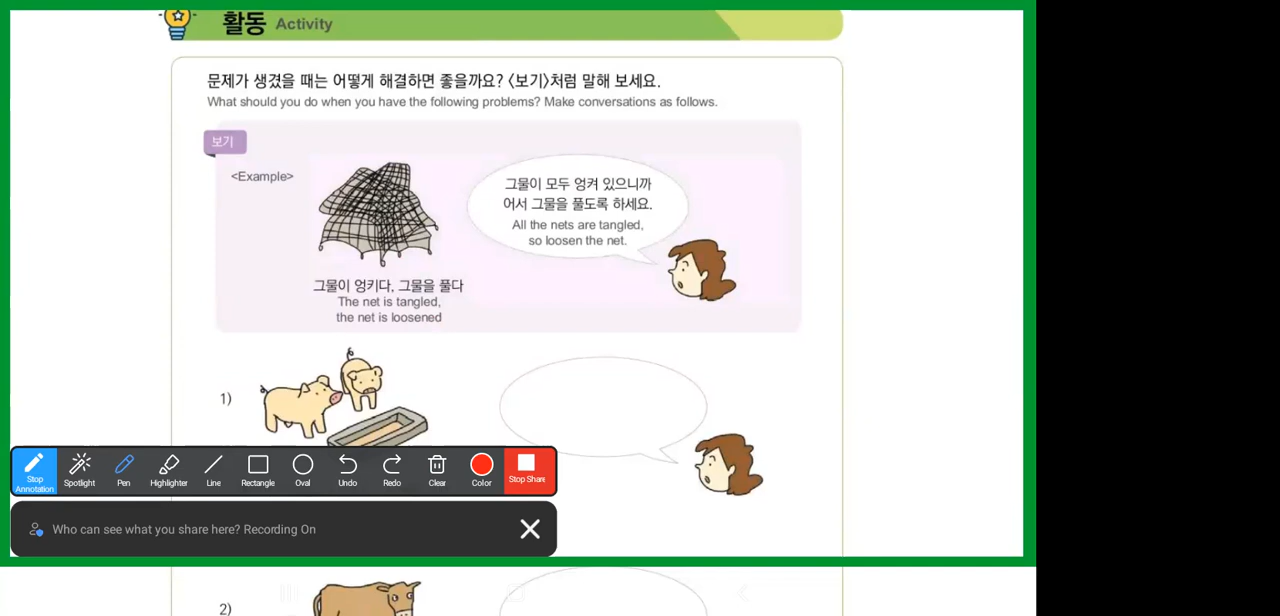 활동 Activity
문제가 생겼을 때는 어떻게 해결하면 좋을까요? 〈보기〉처럼 말해 보세요.
What should you do when you have the following problems? Make conversations as follows.
보기
<Example>
그물이 모두 엉켜 있으니까
어서 그물을 풀도록 하세요.
All the nets are tangled,
so loosen the net.
그물이 엉키다, 그물을 풀다
The net is tangled,
the net is loosened
1)
Stop Annotation
Spotlight
Pen
Highlighter
Line
Rectangle
Oval
Undo
Redo
Clear
Color
Stop Share
Who can see what you share here? Recording On
2)